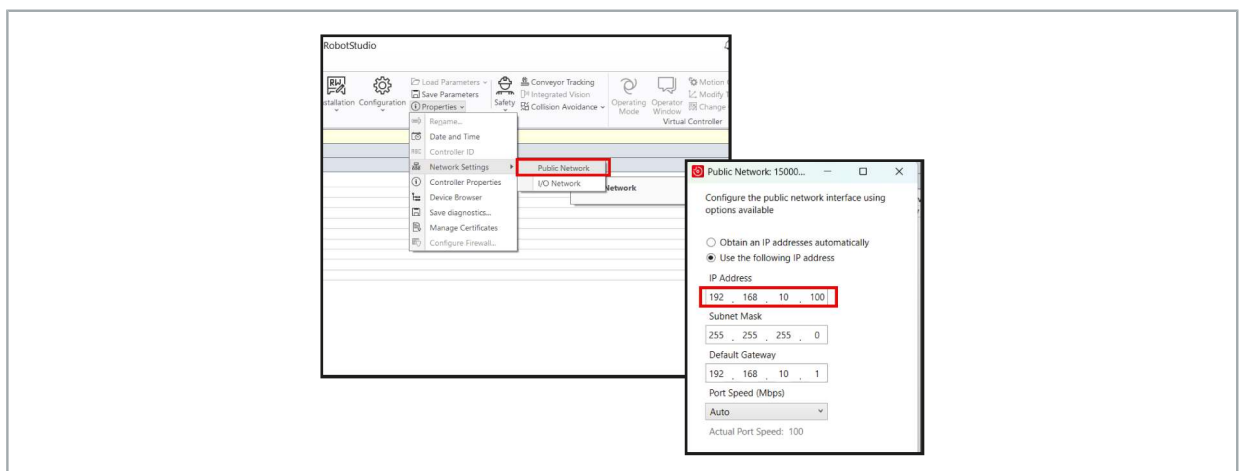 RobotStudio
Load Parameters
Save Parameters
Properties
Configuration
Safety
Conveyor Tracking
Integrated Vision
Collision Avoidance
Operating Mode
Operator Window
Motion
Modify
Change
Virtual Controller
Rename...
Date and Time
Controller ID
Network Settings
Controller Properties
Device Browser
Save diagnostics...
Manage Certificates
Configure Firewall...
Public Network
I/O Network
Network
Public Network: 15000...
Configure the public network interface using
options available
Obtain an IP addresses automatically
Use the following IP address
IP Address
192 . 168 . 10 . 100
Subnet Mask
255 . 255 . 255 . 0
Default Gateway
192 . 168 . 10 . 1
Port Speed (Mbps)
Auto
Actual Port Speed: 100